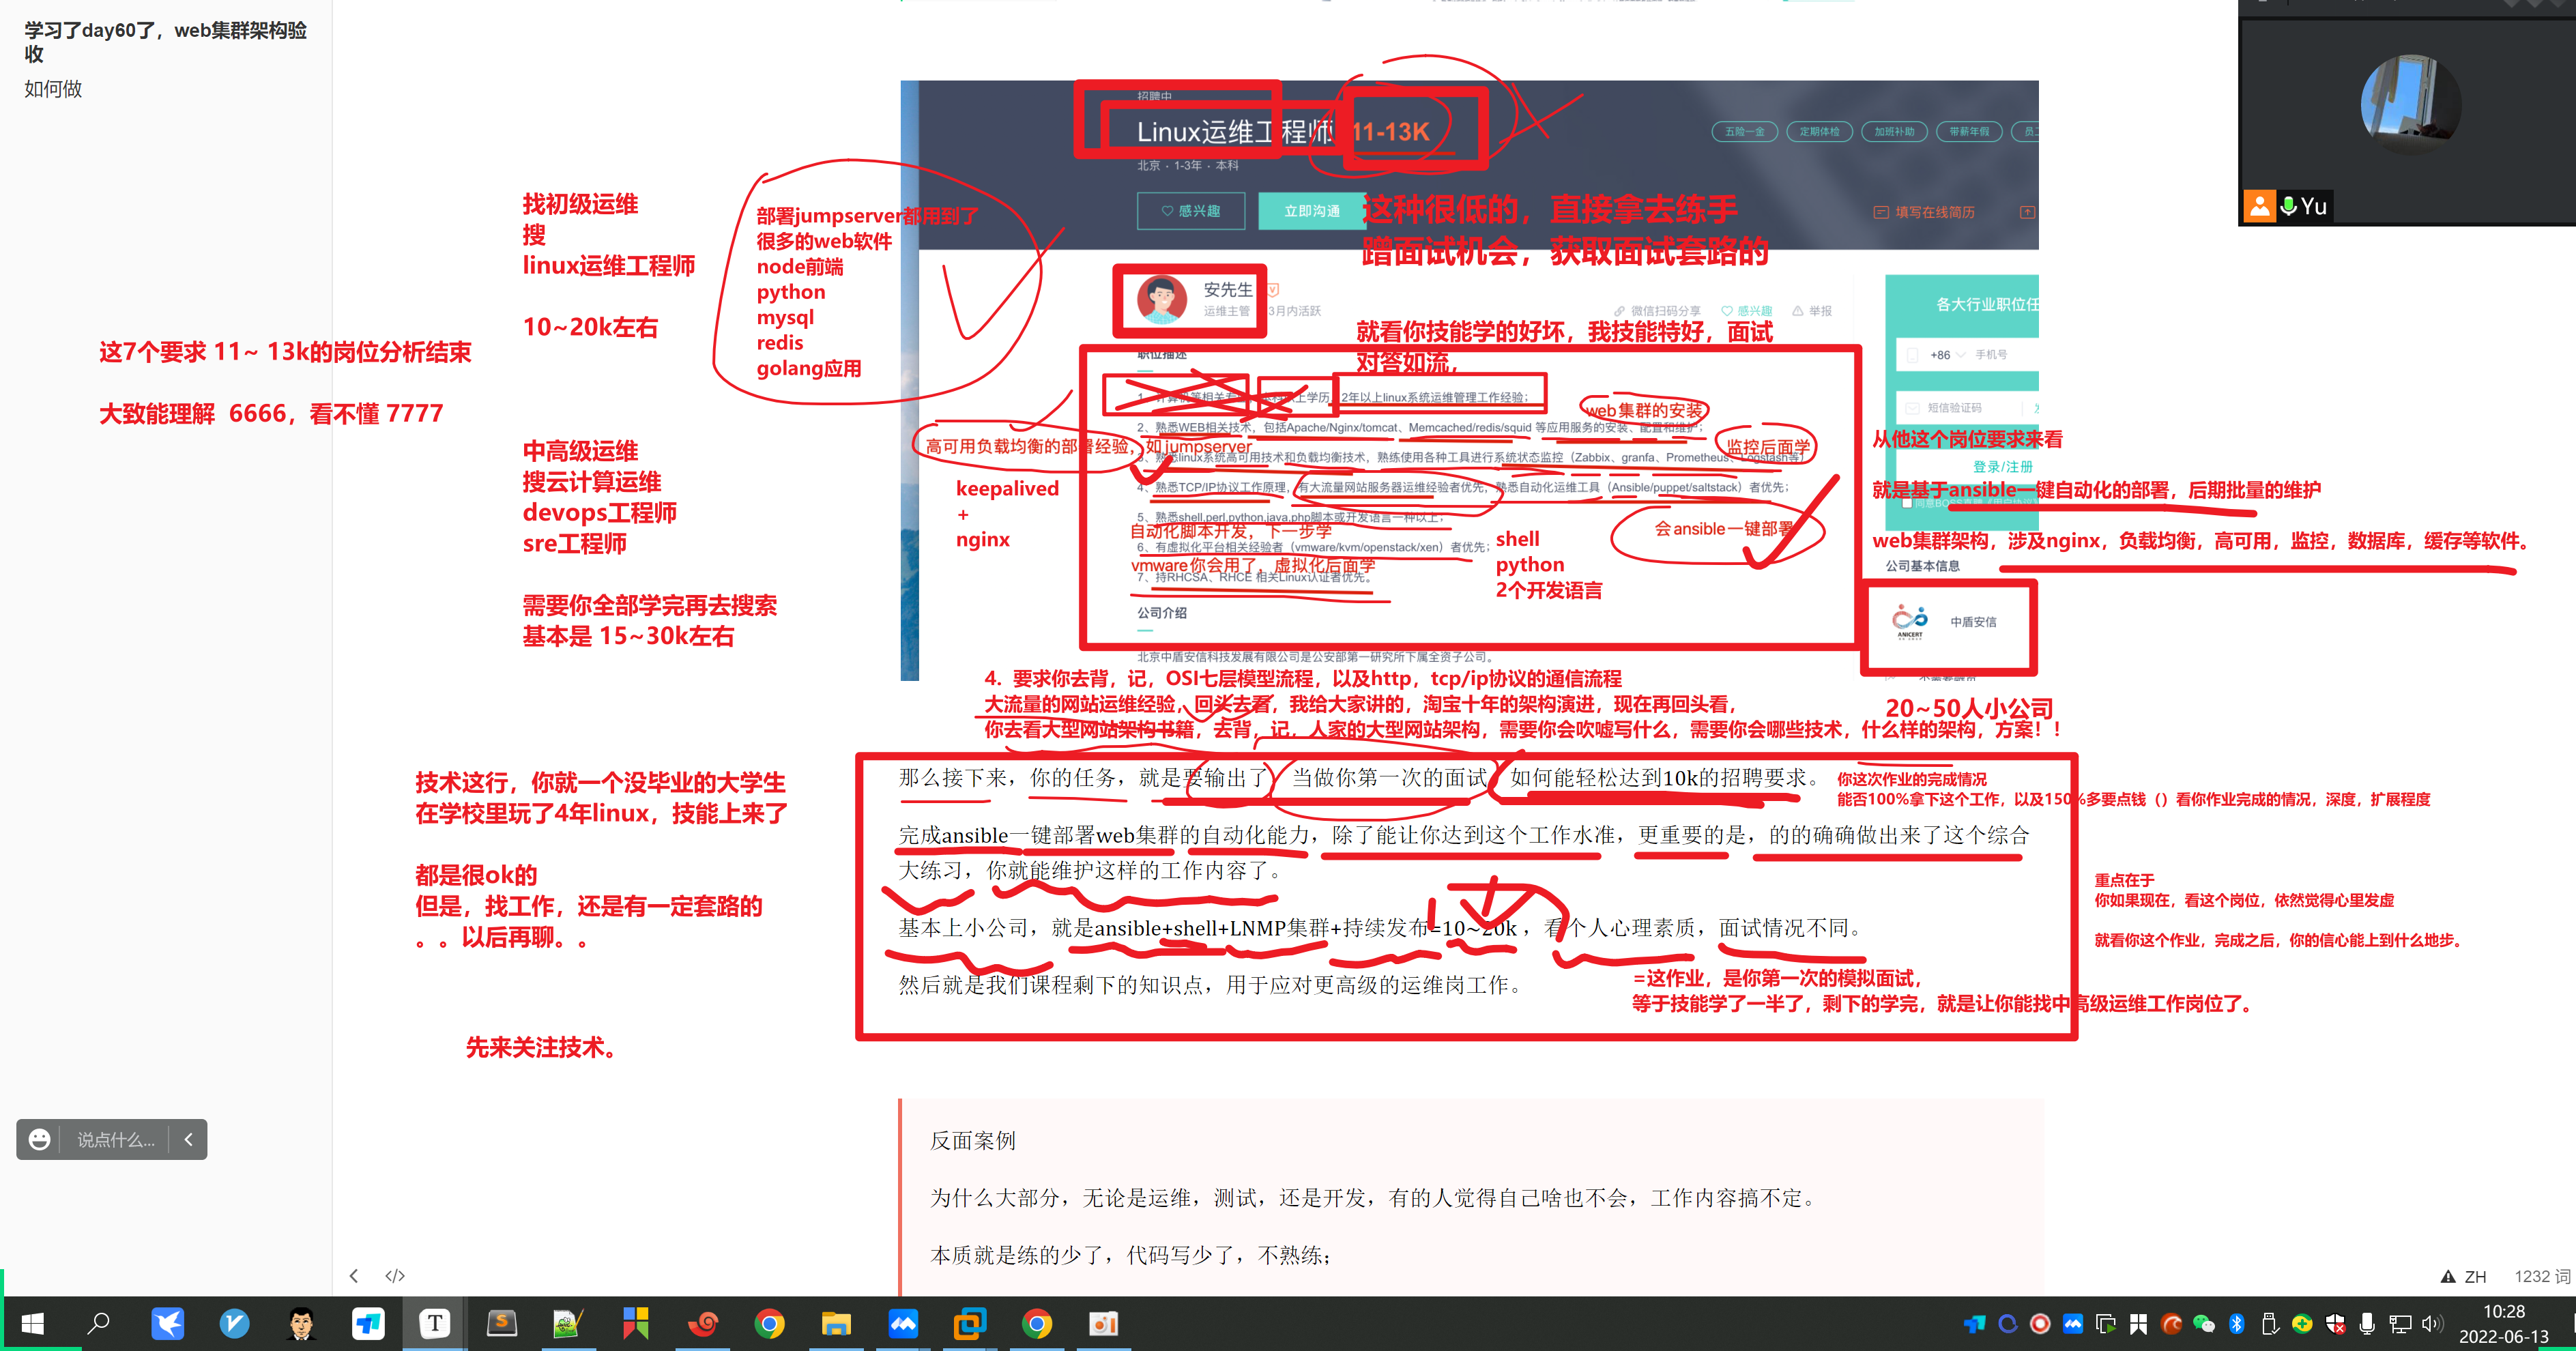 学习了day60了，web集群架构验
收
如何做
招聘中
Linux运维工程师 11-13K
北京 · 1-3年 · 本科
五险一金
定期体检
加班补助
带薪年假
员工
感兴趣
立即沟通
填写在线简历
这种很低的，直接拿去练手
蹭面试机会，获取面试套路的
找初级运维
搜
linux运维工程师
10~20k左右
部署jumpserver都用到了
很多的web软件
node前端
python
mysql
redis
golang应用
这7个要求 11~ 13k的岗位分析结束
大致能理解 6666，看不懂 7777
中高级运维
搜云计算运维
devops工程师
sre工程师
需要你全部学完再去搜索
基本是 15~30k左右
安先生
运维主管 3月内活跃
微信扫码分享
感兴趣
举报
就看你技能学的好坏，我技能特好，面试
对答如流，
职位描述
2年以上linux系统运维管理工作经验；
web集群的安装
2、熟悉WEB相关技术，包括Apache/Nginx/tomcat、Memcached/redis/squid 等应用服务的安装、配置和维护；
高可用负载均衡的部署经验，如jumpserver
监控后面学
3、熟悉linux系统高可用技术和负载均衡技术，熟练使用各种工具进行系统状态监控（Zabbix、granfa、Prometheus、Logstash等）
4、熟悉TCP/IP协议工作原理，有大流量网站服务器运维经验者优先；熟悉自动化运维工具（Ansible/puppet/saltstack）者优先；
5、熟悉shell,perl,python,java,php脚本或开发语言一种以上；
自动化脚本开发，下一步学
会ansible一键部署
6、有虚拟化平台相关经验者（vmware/kvm/openstack/xen）者优先；
vmware你会用了，虚拟化后面学
7、持RHCSA、RHCE 相关Linux认证者优先。
keepalived
+
nginx
shell
python
2个开发语言
公司介绍
北京中盾安信科技发展有限公司是公安部第一研究所下属全资子公司。
各大行业职位任
+86
手机号
短信验证码
登录/注册
从他这个岗位要求来看
就是基于ansible一键自动化的部署，后期批量的维护
web集群架构，涉及nginx，负载均衡，高可用，监控，数据库，缓存等软件。
公司基本信息
ANICERT
中盾安信
20~50人小公司
4. 要求你去背，记，OSI七层模型流程，以及http，tcp/ip协议的通信流程
大流量的网站运维经验，回头去看，我给大家讲的，淘宝十年的架构演进，现在再回头看，
你去看大型网站架构书籍，去背，记，人家的大型网站架构，需要你会吹嘘写什么，需要你会哪些技术，什么样的架构，方案！！
那么接下来，你的任务，就是要输出了 当做你第一次的面试 如何能轻松达到10k的招聘要求。
你这次作业的完成情况
能否100%拿下这个工作，以及150%多要点钱（）看你作业完成的情况，深度，扩展程度
完成ansible一键部署web集群的自动化能力，除了能让你达到这个工作水准，更重要的是，的的确确做出来了这个综合
大练习，你就能维护这样的工作内容了。
基本上小公司，就是ansible+shell+LNMP集群+持续发布=10~20k，看个人心理素质，面试情况不同。
然后就是我们课程剩下的知识点，用于应对更高级的运维岗工作。
=这作业，是你第一次的模拟面试，
等于技能学了一半了，剩下的学完，就是让你能找中高级运维工作岗位了。
重点在于
你如果现在，看这个岗位，依然觉得心里发虚
就看你这个作业，完成之后，你的信心能上到什么地步。
技术这行，你就一个没毕业的大学生
在学校里玩了4年linux，技能上来了
都是很ok的
但是，找工作，还是有一定套路的
。。以后再聊。。
先来关注技术。
反面案例
为什么大部分，无论是运维，测试，还是开发，有的人觉得自己啥也不会，工作内容搞不定。
本质就是练的少了，代码写少了，不熟练；
说点什么...
Yu
ZH
1232 词
10:28
2022-06-13